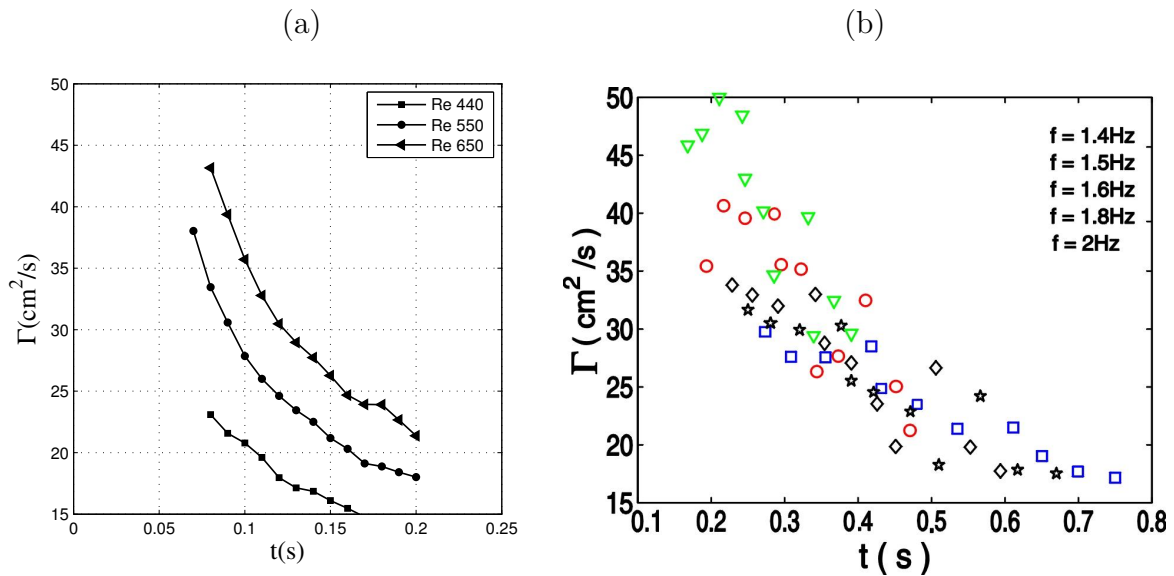 (a)
(b)
50
45
40
35
30
25
20
15
0
0.05
0.1
0.15
0.2
0.25
Γ(cm²/s)
t(s)
Re 440
Re 550
Re 650
50
45
40
35
30
25
20
15
0.1
0.2
0.3
0.4
0.5
0.6
0.7
0.8
Γ (cm² /s)
t ( s )
f = 1.4Hz
f = 1.5Hz
f = 1.6Hz
f = 1.8Hz
f = 2Hz